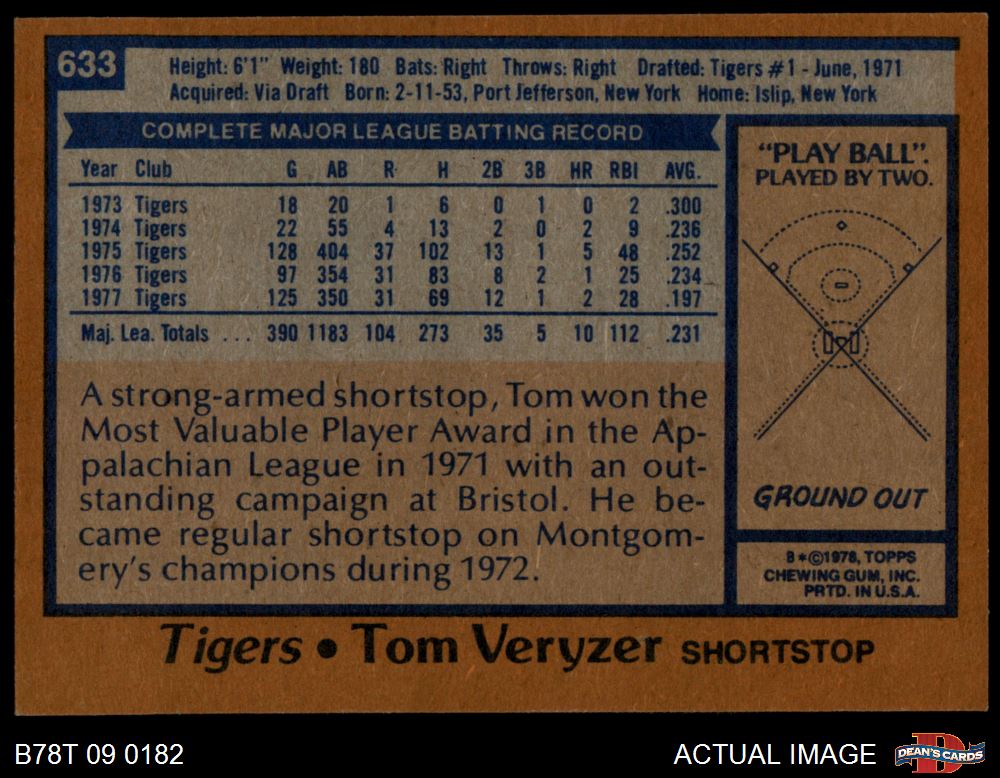 633
Height: 6'1" Weight: 180 Bats: Right Throws: Right Drafted: Tigers #1 - June, 1971
Acquired: Via Draft Born: 2-11-53, Port Jefferson, New York Home: Islip, New York
COMPLETE MAJOR LEAGUE BATTING RECORD
Year Club G AB R H 2B 3B HR RBI AVG.
1973 Tigers 18 20 1 6 0 1 0 2 .300
1974 Tigers 22 55 4 13 2 0 2 9 .236
1975 Tigers 128 404 37 102 13 1 5 48 .252
1976 Tigers 97 354 31 83 8 2 1 25 .234
1977 Tigers 125 350 31 69 12 1 2 28 .197
Maj. Lea. Totals ... 390 1183 104 273 35 5 10 112 .231
A strong-armed shortstop, Tom won the
Most Valuable Player Award in the Ap-
palachian League in 1971 with an out-
standing campaign at Bristol. He be-
came regular shortstop on Montgom-
ery's champions during 1972.
"PLAY BALL".
PLAYED BY TWO.
GROUND OUT
B*©1978, TOPPS
CHEWING GUM, INC.
PRTD. IN U.S.A.
Tigers • Tom Veryzer SHORTSTOP
B78T 09 0182
ACTUAL IMAGE
DEAN'S CARDS